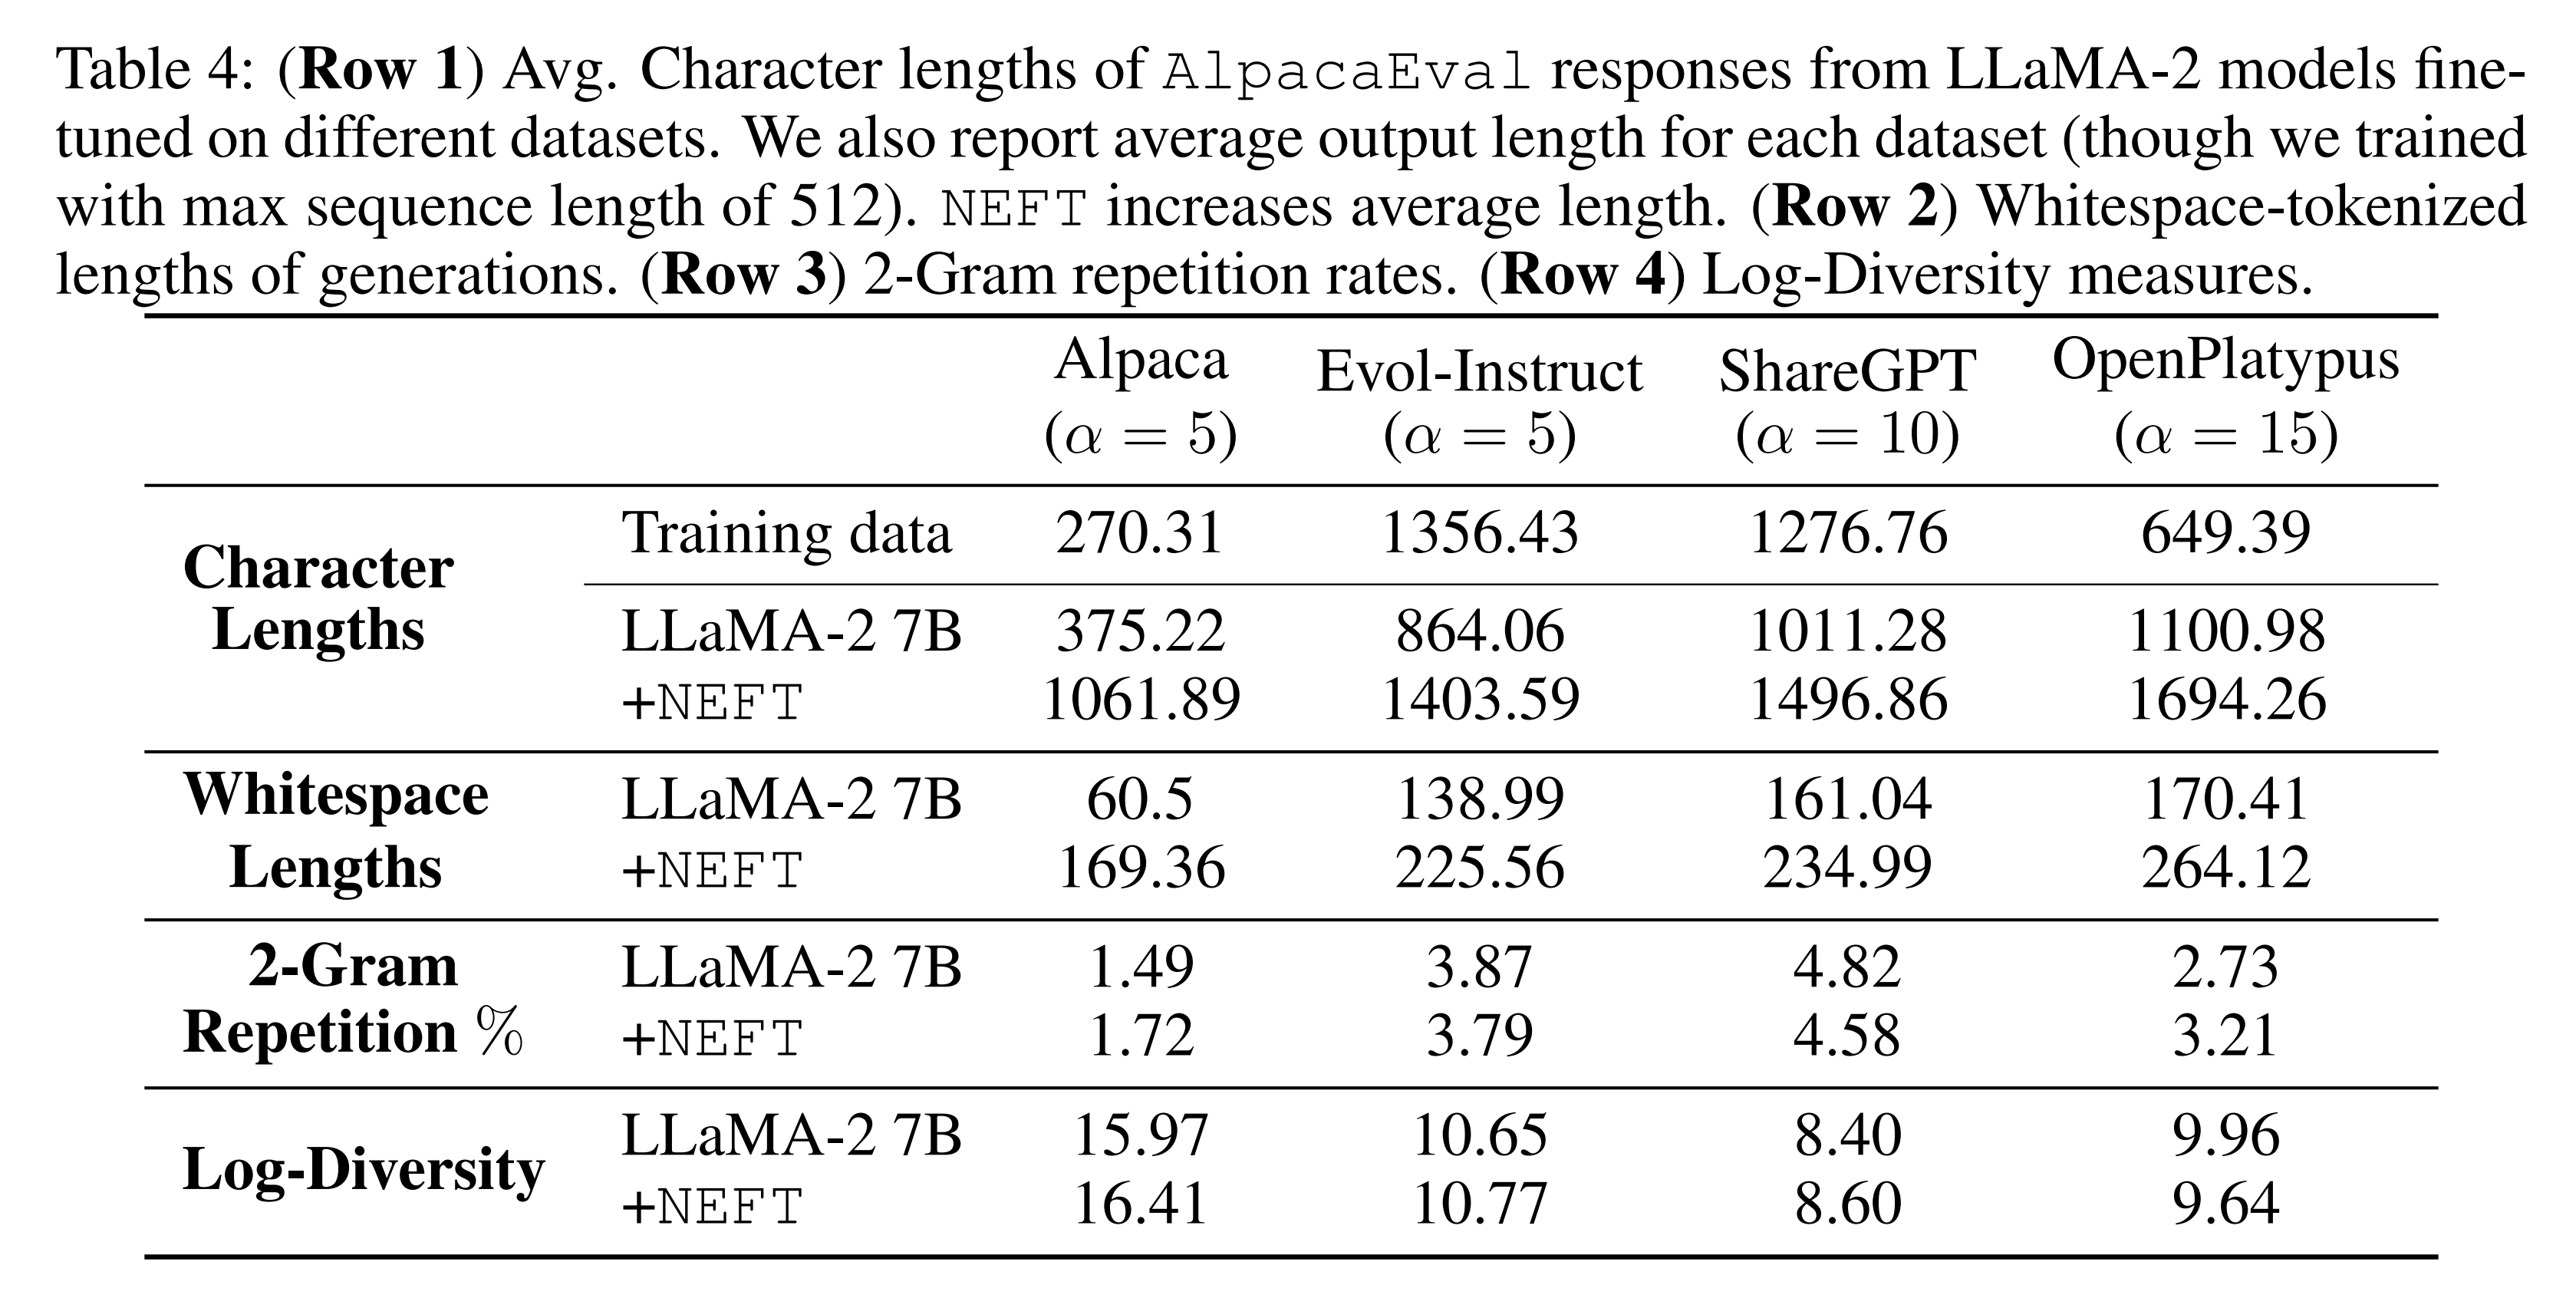 Table 4: (Row 1) Avg. Character lengths of AlpacaEval responses from LLaMA-2 models fine-
tuned on different datasets. We also report average output length for each dataset (though we trained
with max sequence length of 512). NEFT increases average length. (Row 2) Whitespace-tokenized
lengths of generations. (Row 3) 2-Gram repetition rates. (Row 4) Log-Diversity measures.
Alpaca Evol-Instruct ShareGPT OpenPlatypus
(α = 5) (α = 5) (α = 10) (α = 15)
Character Lengths
Training data 270.31 1356.43 1276.76 649.39
LLaMA-2 7B 375.22 864.06 1011.28 1100.98
+NEFT 1061.89 1403.59 1496.86 1694.26
Whitespace LLaMA-2 7B 60.5 138.99 161.04 170.41
Lengths +NEFT 169.36 225.56 234.99 264.12
2-Gram LLaMA-2 7B 1.49 3.87 4.82 2.73
Repetition % +NEFT 1.72 3.79 4.58 3.21
Log-Diversity
LLaMA-2 7B 15.97 10.65 8.40 9.96
+NEFT 16.41 10.77 8.60 9.64